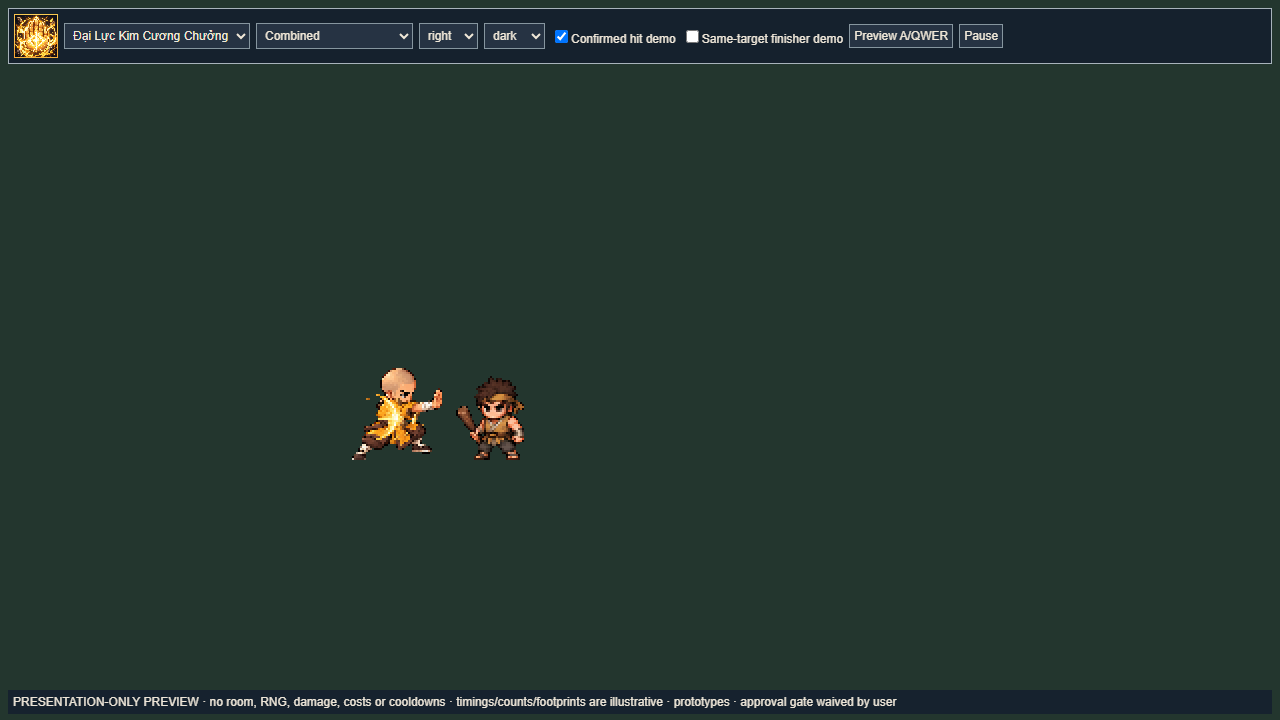 Đại Lực Kim Cương Chưởng Combined right dark Confirmed hit demo Same-target finisher demo Preview A/QWER Pause
PRESENTATION-ONLY PREVIEW · no room, RNG, damage, costs or cooldowns · timings/counts/footprints are illustrative · prototypes · approval gate waived by user